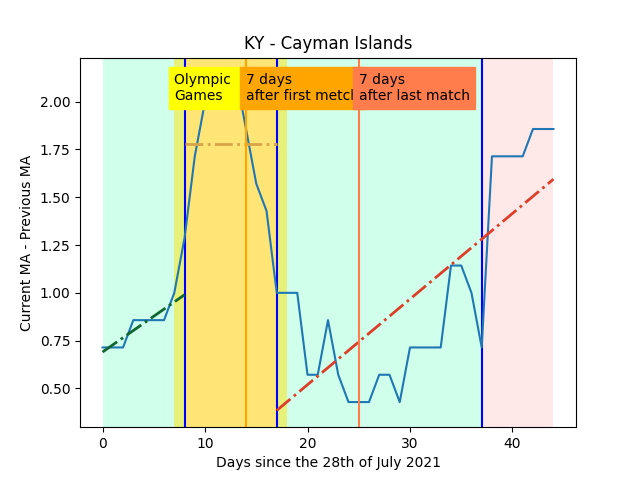 KY - Cayman Islands
Olympic
Games
7 days
after first metch
7 days
after last match
2.00
1.75
1.50
1.25
1.00
0.75
0.50
Current MA - Previous MA
0
10
20
30
40
Days since the 28th of July 2021